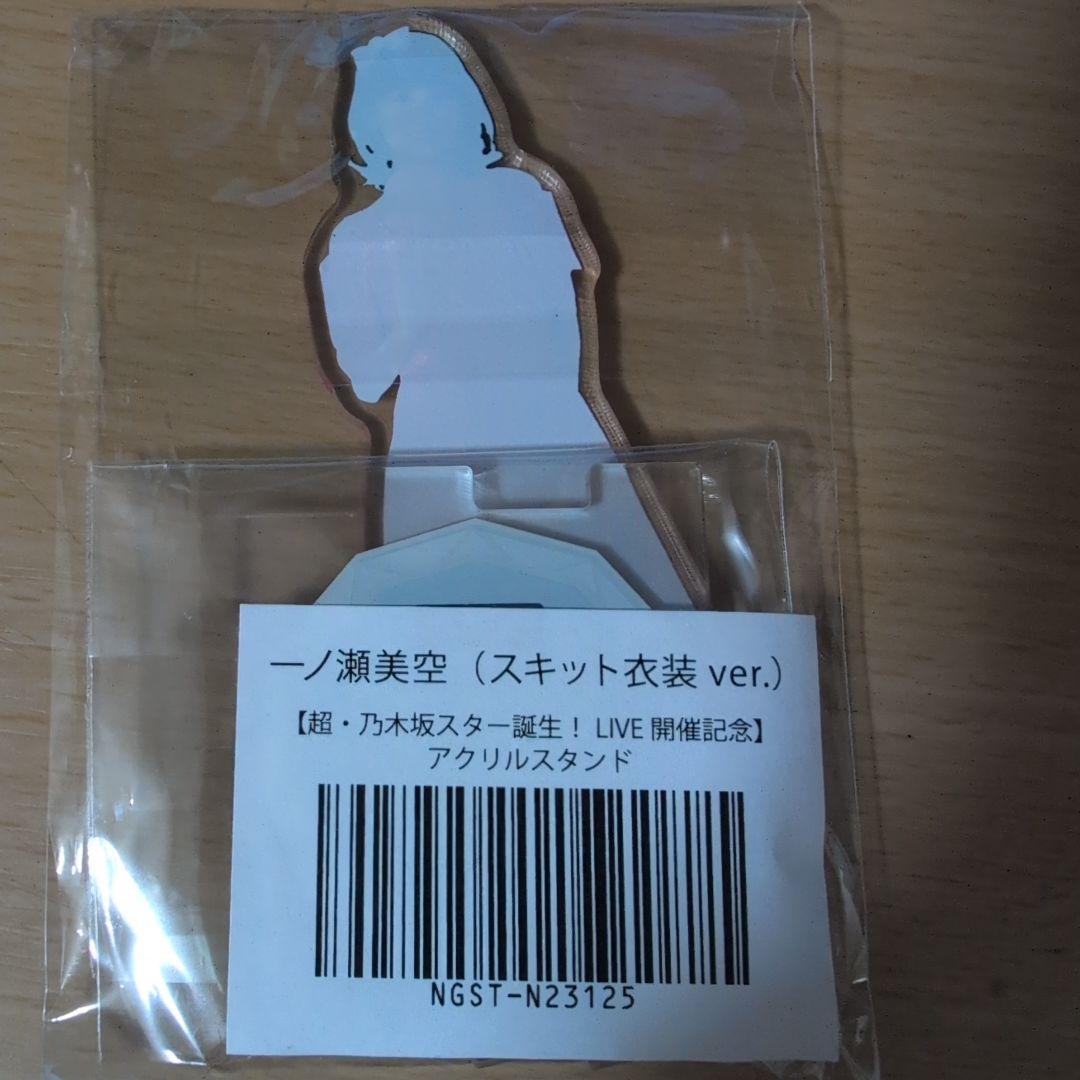 一ノ瀬美空（スキット衣装 ver.）
【超・乃木坂スター誕生！ LIVE 開催記念】
アクリルスタンド
NGST-N23125